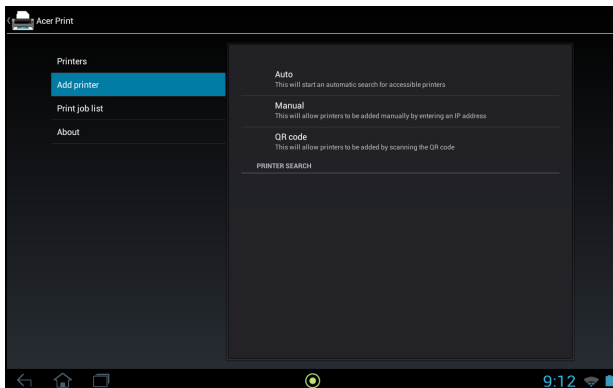 Acer Print
Printers
Add printer
Print job list
About
Auto
This will start an automatic search for accessible printers
Manual
This will allow printers to be added manually by entering an IP address
QR code
This will allow printers to be added by scanning the QR code
PRINTER SEARCH
9:12